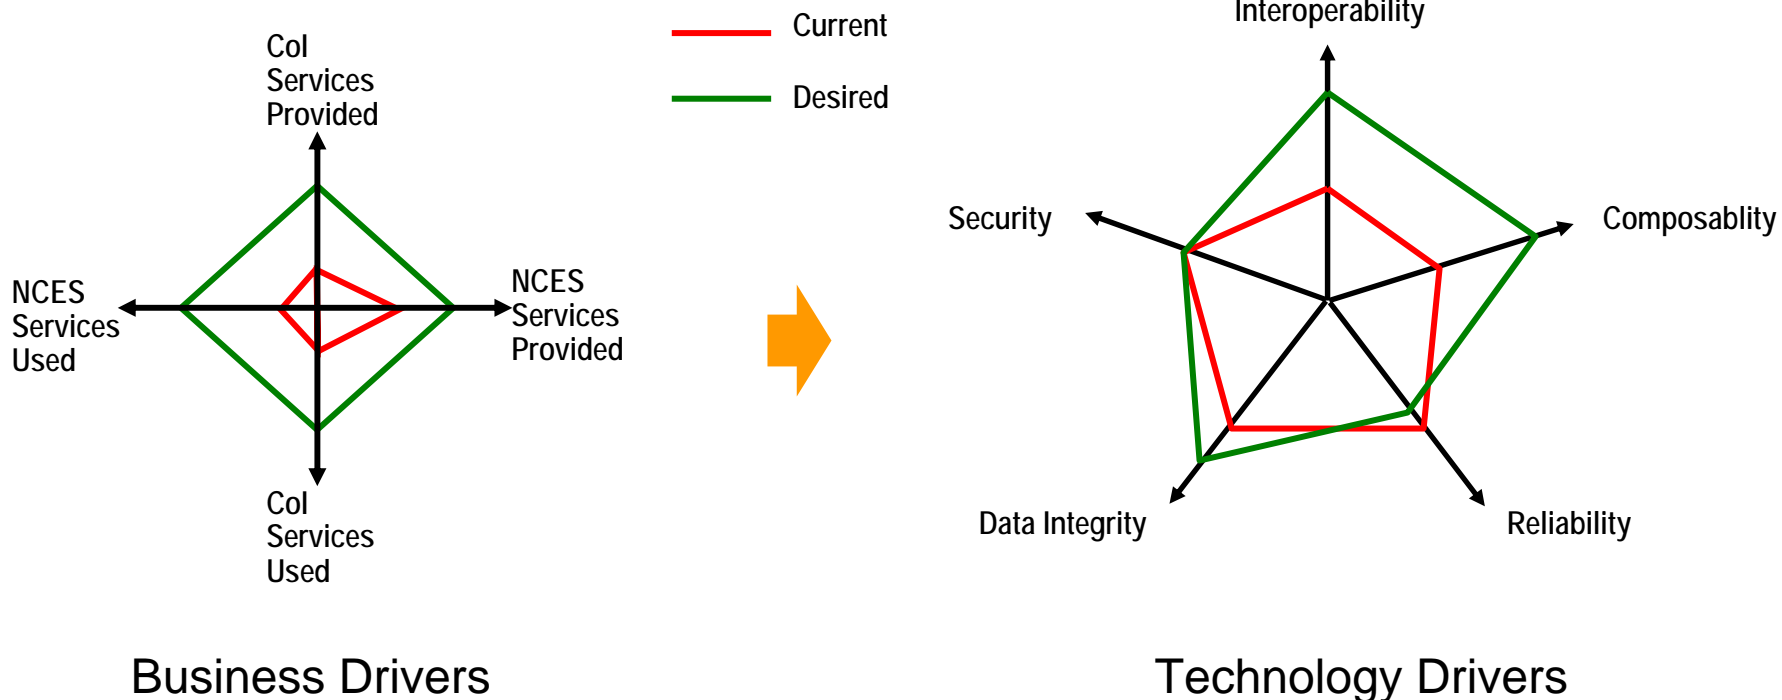 Current
Desired
CoI
Services
Provided
NCES
Services
Used
NCES
Services
Provided
CoI
Services
Used
Business Drivers
Interoperability
Security
Composablity
Data Integrity
Reliability
Technology Drivers